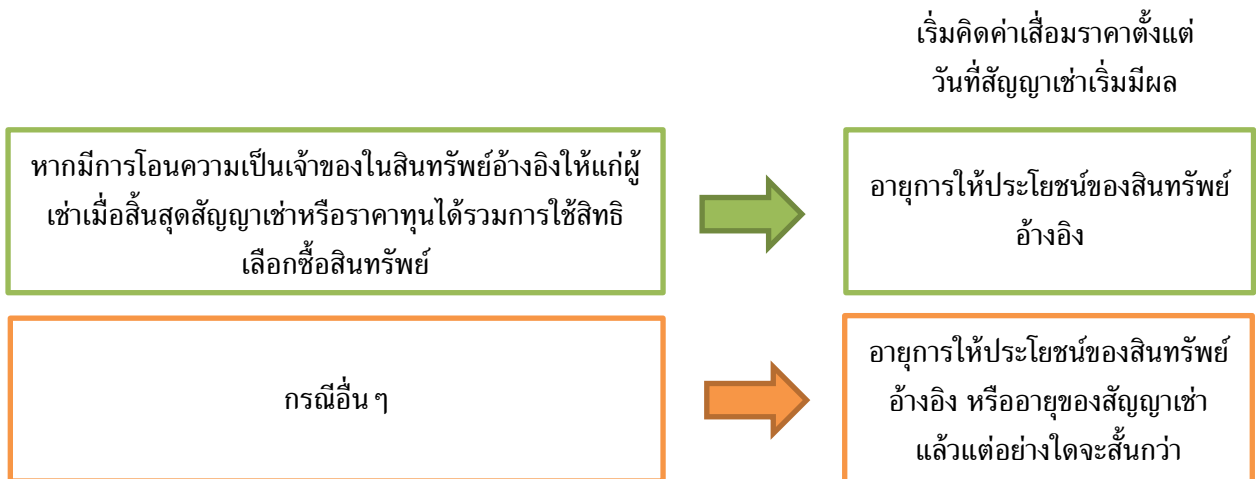 เริ่มคิดค่าเสื่อมราคาตั้งแต่
วันที่สัญญาเช่าเริ่มมีผล
หากมีการโอนความเป็นเจ้าของในสินทรัพย์อ้างอิงให้แก่ผู้
เช่าเมื่อสิ้นสุดสัญญาเช่าหรือราคาทุนได้รวมการใช้สิทธิ
เลือกซื้อสินทรัพย์
อายุการให้ประโยชน์ของสินทรัพย์
อ้างอิง
กรณีอื่น ๆ
อายุการให้ประโยชน์ของสินทรัพย์
อ้างอิง หรืออายุของสัญญาเช่า
แล้วแต่อย่างใดจะสั้นกว่า